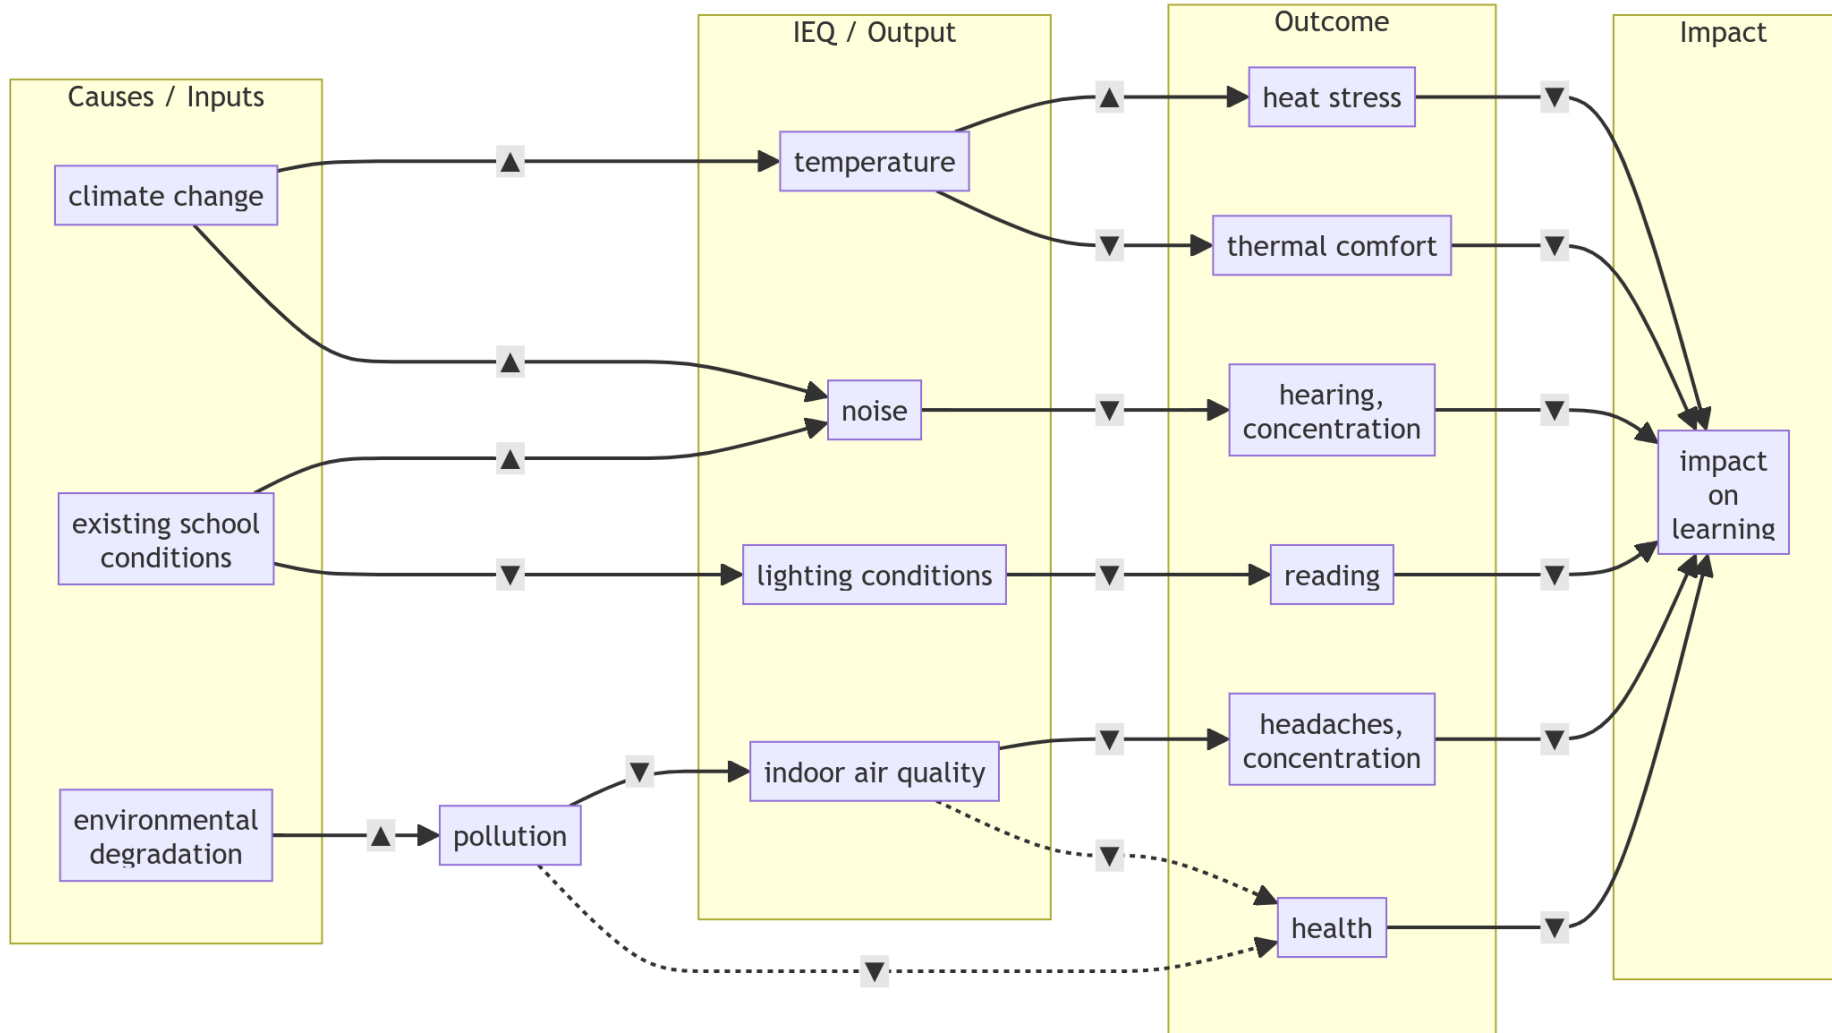 Causes / Inputs
climate change
existing school
conditions
environmental
degradation
▲
▲
▲
▼
▲
pollution
▼
▼
IEQ / Output
temperature
noise
lighting conditions
indoor air quality
▲
▼
▼
▼
▼
▼
Outcome
heat stress
thermal comfort
hearing,
concentration
reading
headaches,
concentration
health
▼
▼
▼
▼
▼
▼
Impact
impact
on
learning